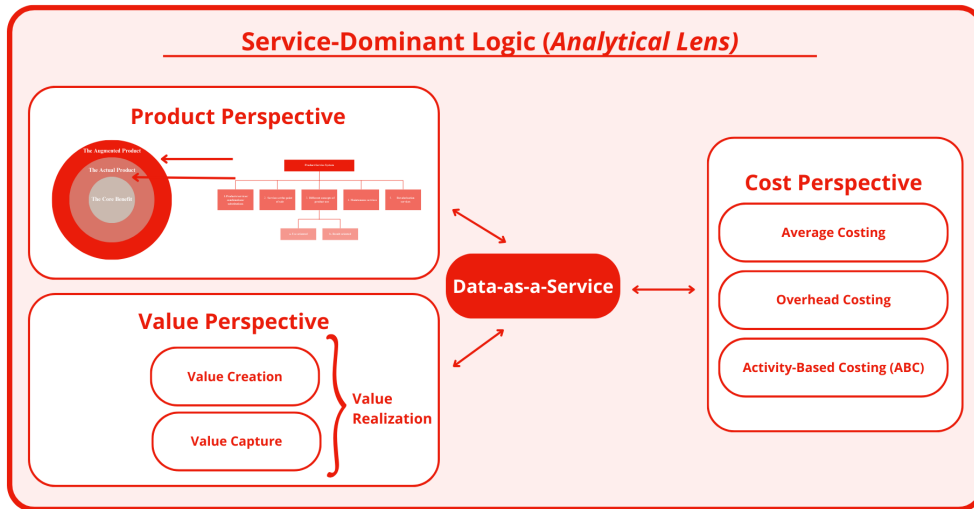 Service-Dominant Logic (Analytical Lens)
Product Perspective
The Augmented Product
The Actual Product
The Core Benefit
Value Perspective
Value Creation
Value Capture
Value
Realization
Data-as-a-Service
Cost Perspective
Average Costing
Overhead Costing
Activity-Based Costing (ABC)